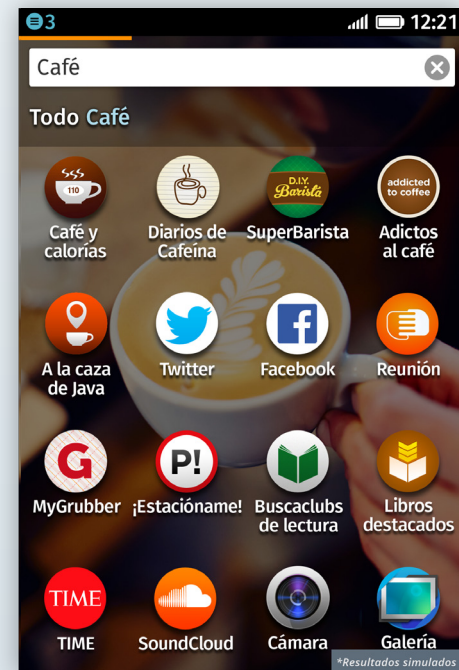 3 12:21
Café
Todo Café
110
D.I.Y.
Barista
addicted
to coffee
Café y
calorías
Diarios de
Cafeína
SuperBarista
Adictos
al café
A la caza
de Java
Twitter
Facebook
Reunión
G
P!
MyGrubber
¡Estacióname!
Buscaclubs
de lectura
Libros
destacados
TIME
TIME
SoundCloud
Cámara
Galería
*Resultados simulados